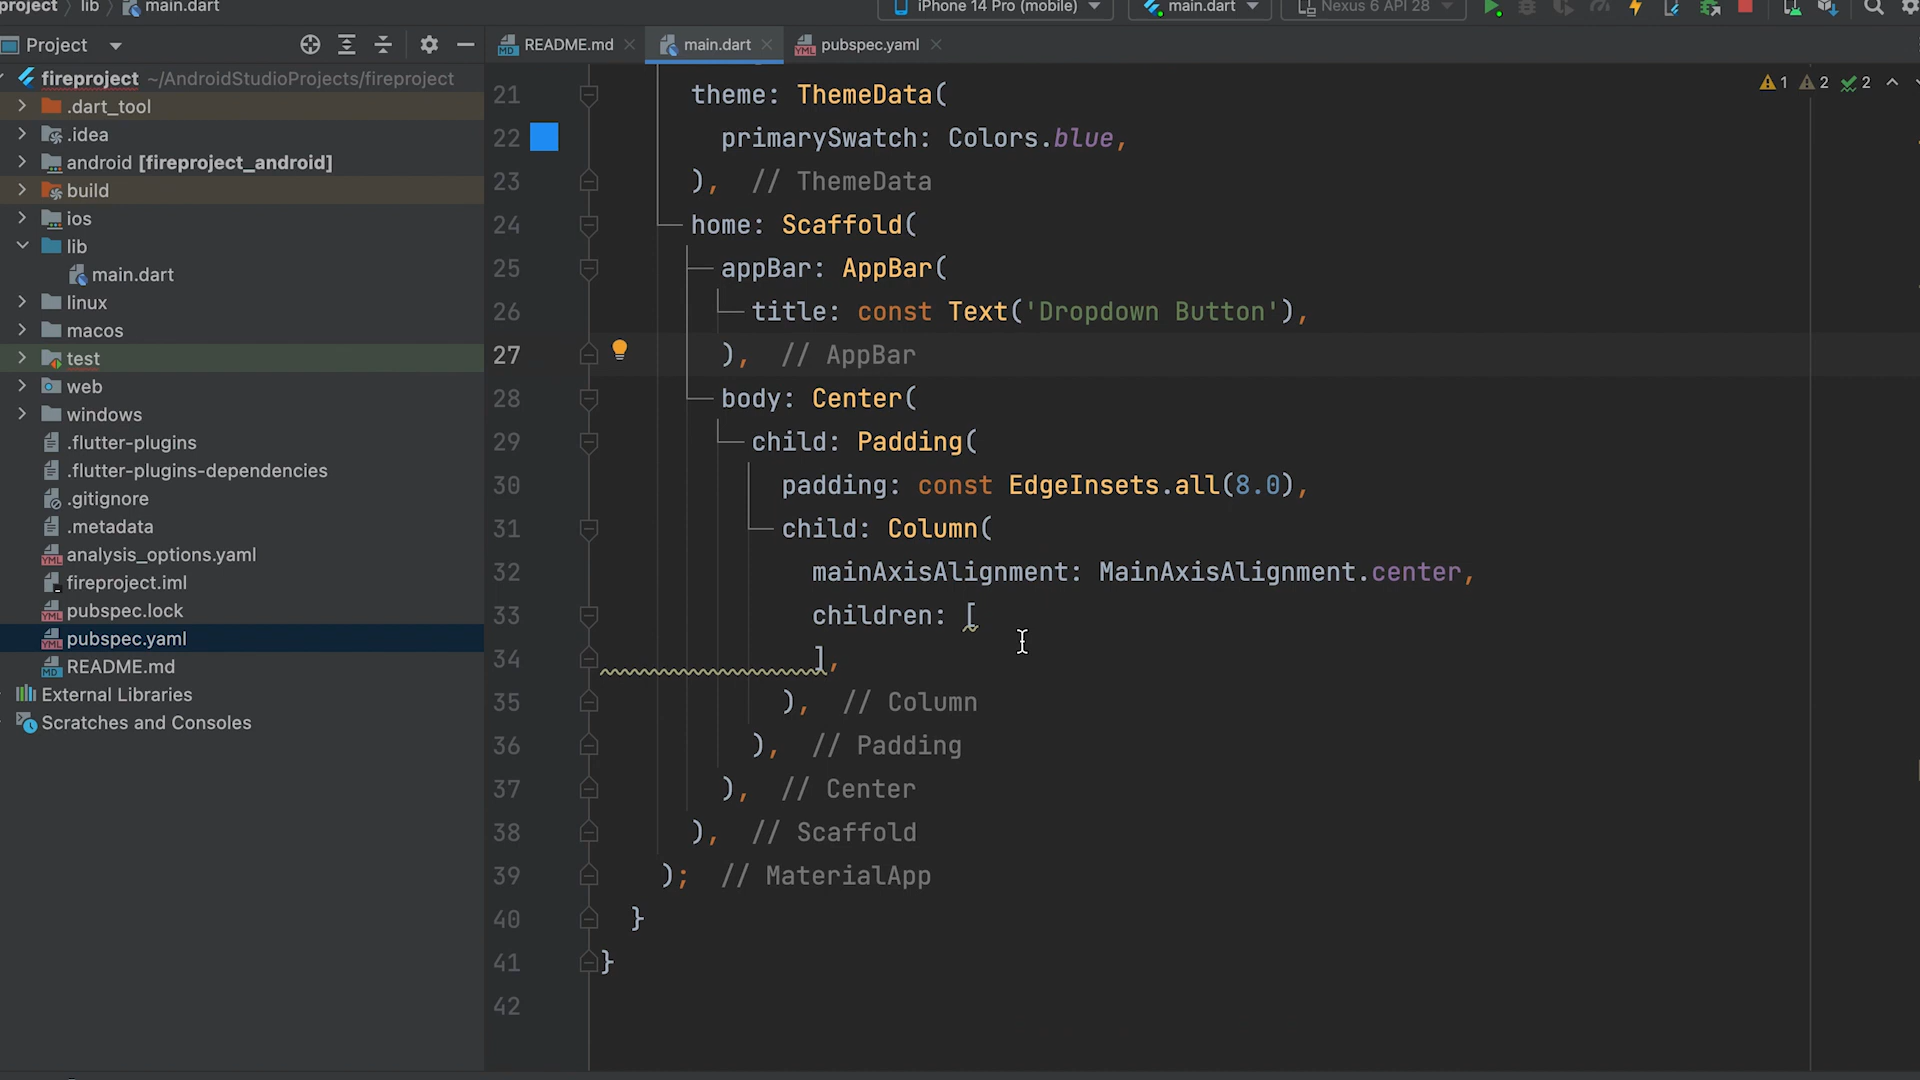 project
lib
main.dart
iPhone 14 Pro (mobile)
main.dart
Nexus 6 API 28
Project
README.md
main.dart
pubspec.yaml
fireproject ~/AndroidStudioProjects/fireproject
.dart_tool
.idea
android [fireproject_android]
build
ios
lib
main.dart
linux
macos
test
web
windows
.flutter-plugins
.flutter-plugins-dependencies
.gitignore
.metadata
analysis_options.yaml
fireproject.iml
pubspec.lock
pubspec.yaml
README.md
External Libraries
Scratches and Consoles
1 2 2
21 theme: ThemeData(
22 primarySwatch: Colors.blue,
23 ), // ThemeData
24 home: Scaffold(
25 appBar: AppBar(
26 title: const Text('Dropdown Button'),
27 ), // AppBar
28 body: Center(
29 child: Padding(
30 padding: const EdgeInsets.all(8.0),
31 child: Column(
32 mainAxisAlignment: MainAxisAlignment.center,
33 children: [
34 ],
35 ), // Column
36 ), // Padding
37 ), // Center
38 ), // Scaffold
39 ); // MaterialApp
40 }
41 }
42